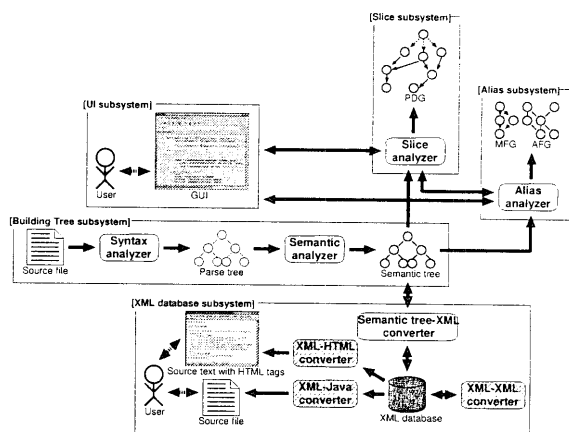 [Slice subsystem]
PDG
Slice
analyzer
[Alias subsystem]
MFG AFG
Alias
analyzer
[UI subsystem]
User
GUI
[Building Tree subsystem]
Source file
Syntax
analyzer
Parse tree
Semantic
analyzer
Semantic tree
[XML database subsystem]
Semantic tree-XML
converter
Source text with HTML tags
XML-HTML
converter
User
Source file
XML-Java
converter
XML database
XML-XML
converter